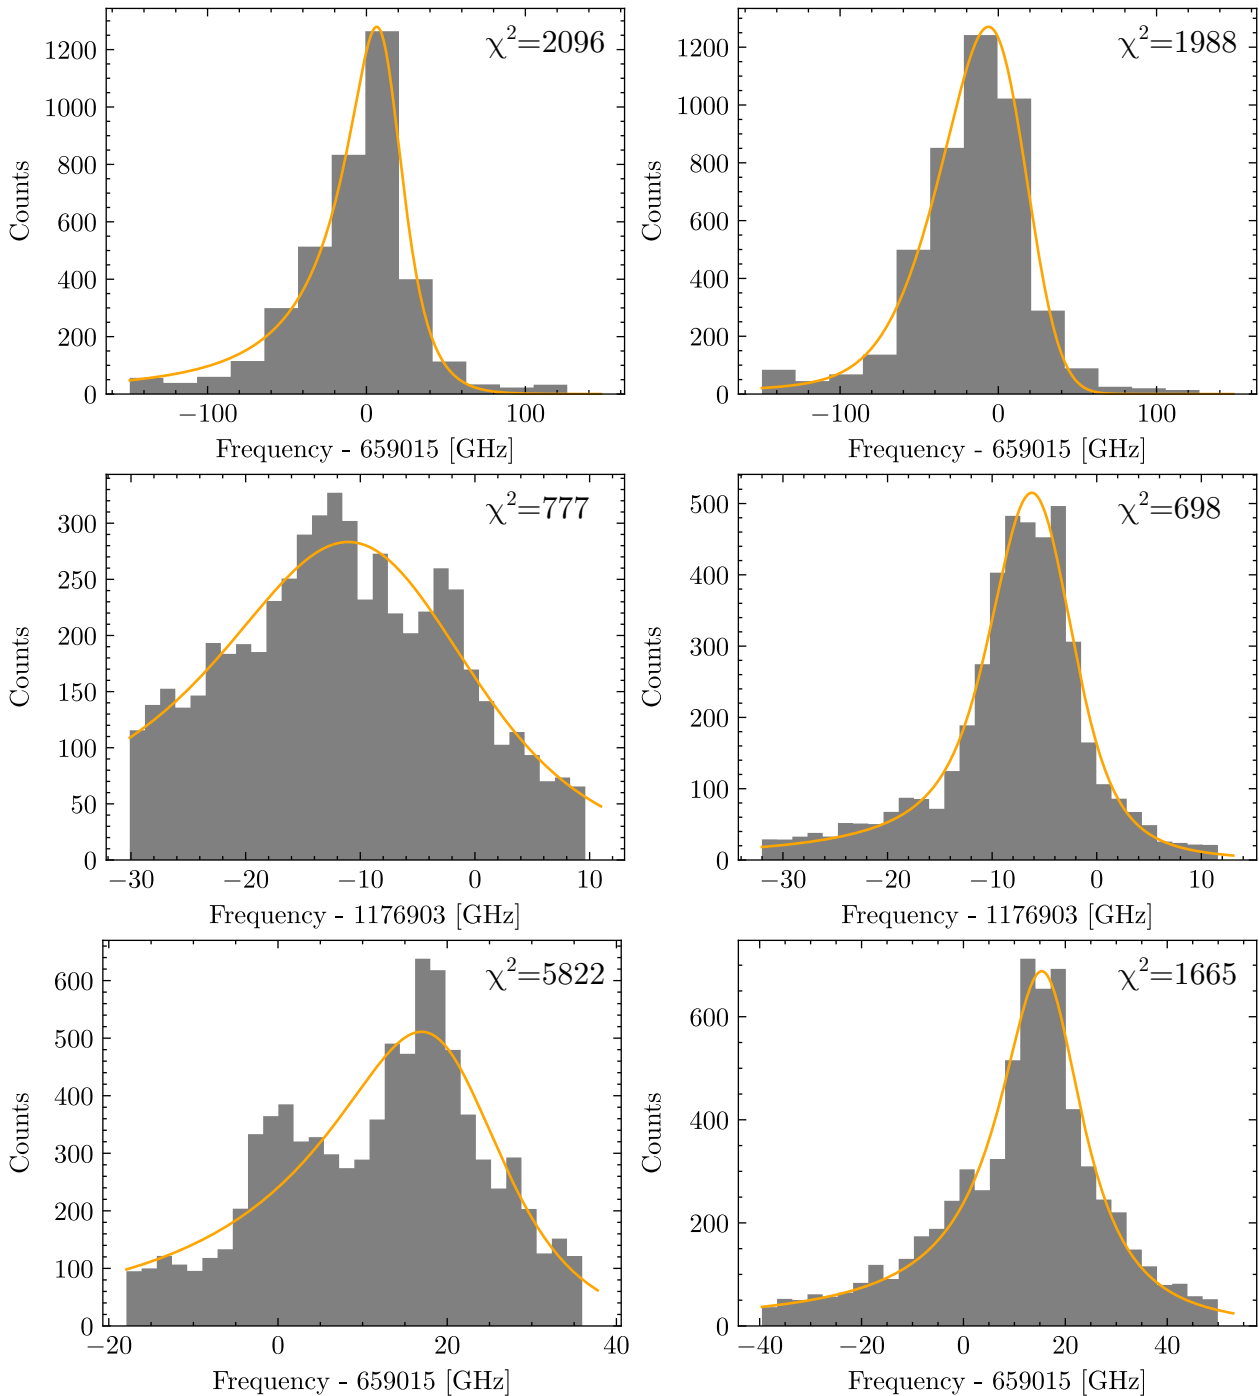 χ²=2096
Counts
1200
1000
800
600
400
200
0
−100 0 100
Frequency - 659015 [GHz]
χ²=1988
Counts
1200
1000
800
600
400
200
0
−100 0 100
Frequency - 659015 [GHz]
χ²=777
Counts
300
250
200
150
100
50
0
−30 −20 −10 0 10
Frequency - 1176903 [GHz]
χ²=698
Counts
500
400
300
200
100
0
−30 −20 −10 0 10
Frequency - 1176903 [GHz]
χ²=5822
Counts
600
500
400
300
200
100
0
−20 0 20 40
Frequency - 659015 [GHz]
χ²=1665
Counts
600
400
200
0
−40 −20 0 20 40
Frequency - 659015 [GHz]